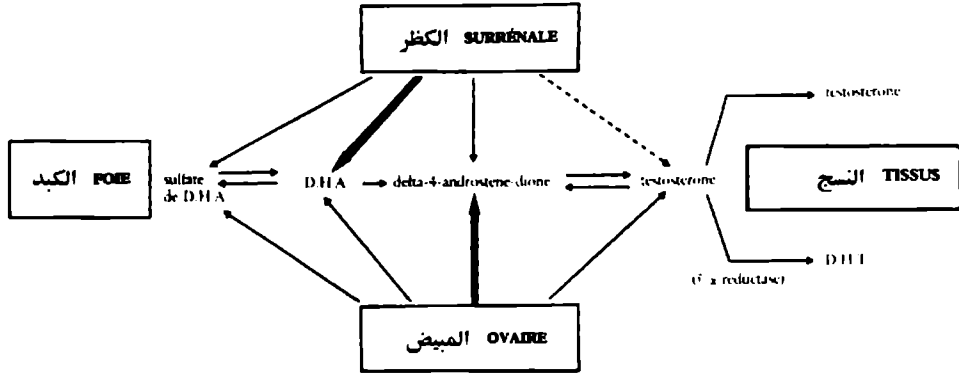 الكظر SURRÉNALE
testosterone
الكبد FOIE
sulfate
de D.H.A
D.H.A
delta-4-androstene-dione
testosterone
النسج TISSUS
D.H.T
reductase)
المبيض OVAIRE